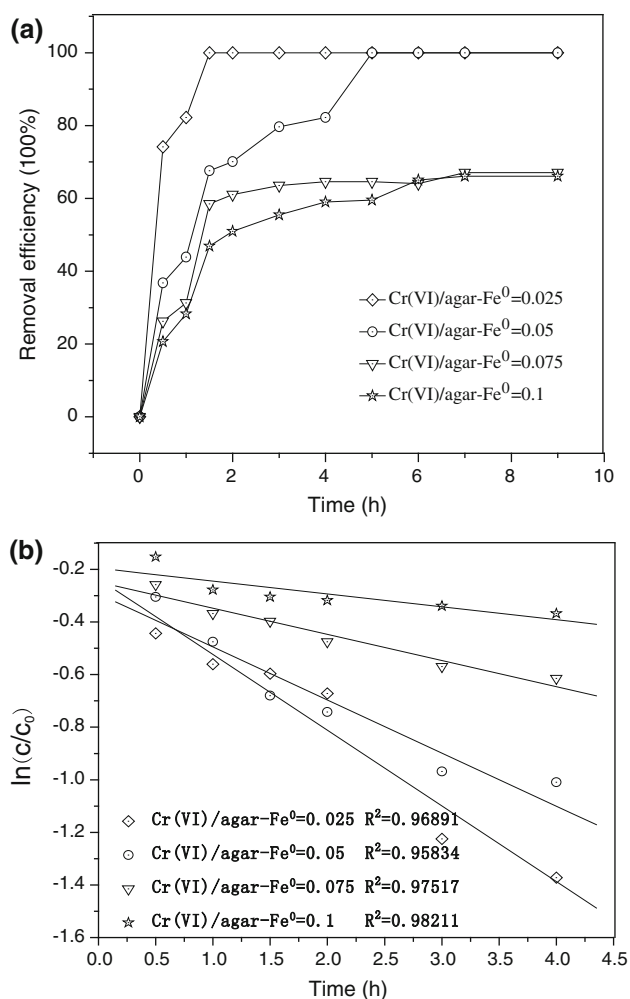 (a)
100
80
60
40
20
0
Removal efficiency (100%)
Cr(VI)/agar-Fe⁰=0.025
Cr(VI)/agar-Fe⁰=0.05
Cr(VI)/agar-Fe⁰=0.075
Cr(VI)/agar-Fe⁰=0.1
0 2 4 6 8 10
Time (h)
(b)
-0.2
-0.4
-0.6
-0.8
-1.0
-1.2
-1.4
-1.6
ln(c/c₀)
Cr(VI)/agar-Fe⁰=0.025 R²=0.96891
Cr(VI)/agar-Fe⁰=0.05 R²=0.95834
Cr(VI)/agar-Fe⁰=0.075 R²=0.97517
Cr(VI)/agar-Fe⁰=0.1 R²=0.98211
0.0 0.5 1.0 1.5 2.0 2.5 3.0 3.5 4.0 4.5
Time (h)